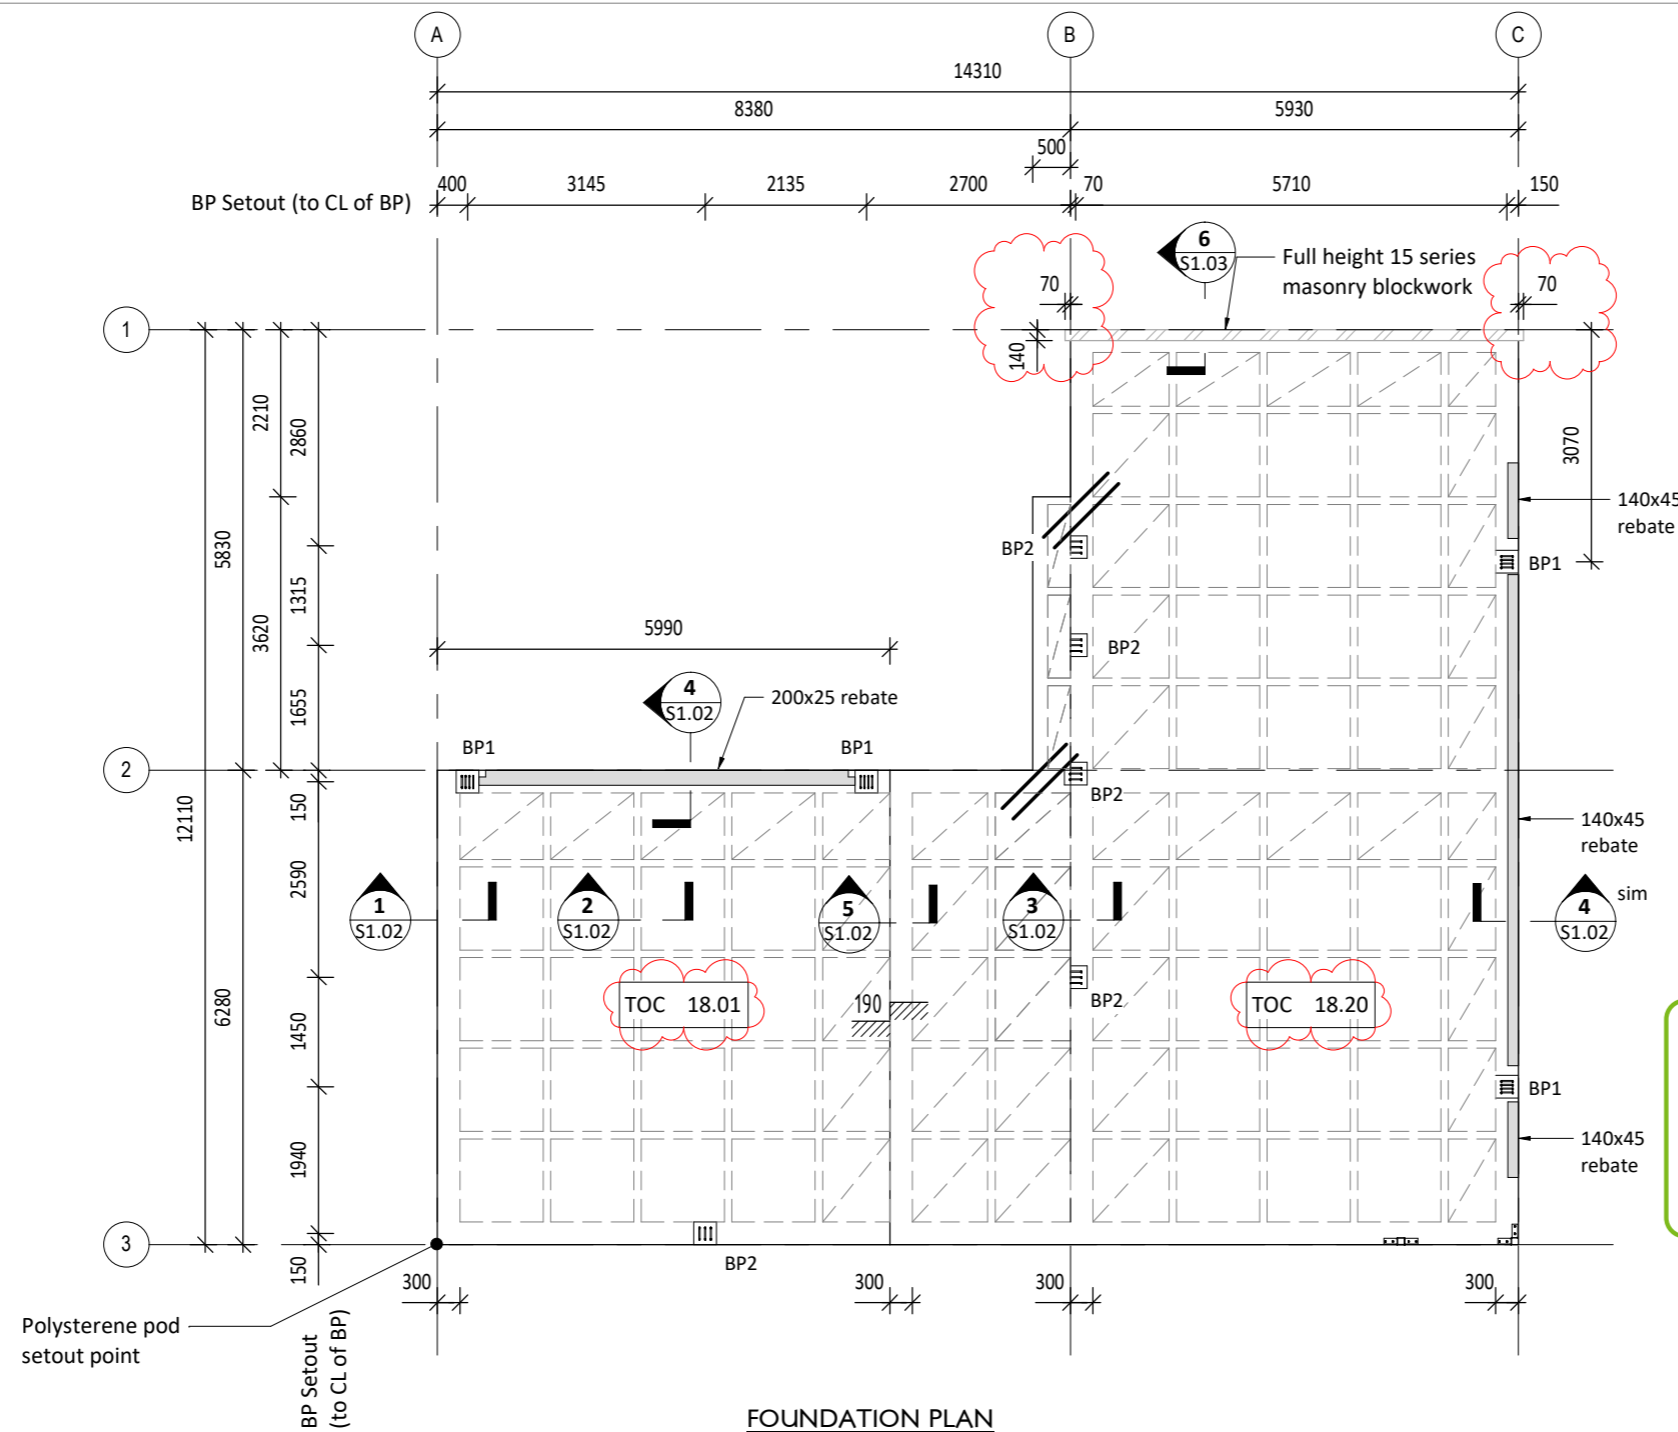 A
B
C
14310
8380
5930
500
BP Setout (to CL of BP)
400
3145
2135
2700
70
5710
150
6
S1.03
Full height 15 series
masonry blockwork
70
70
1
140
2210
2860
3070
140x45
rebate
5830
BP2
BP1
1315
3620
5990
BP2
4
S1.02
200x25 rebate
1655
BP1
BP1
2
BP2
150
12110
140x45
rebate
2590
1
S1.02
2
S1.02
5
S1.02
3
S1.02
4
S1.02
sim
TOC 18.01
190
BP2
TOC 18.20
6280
1450
BP1
1940
140x45
rebate
3
BP2
150
300
300
300
300
Polysterene pod
setout point
BP Setout
(to CL of BP)
FOUNDATION PLAN